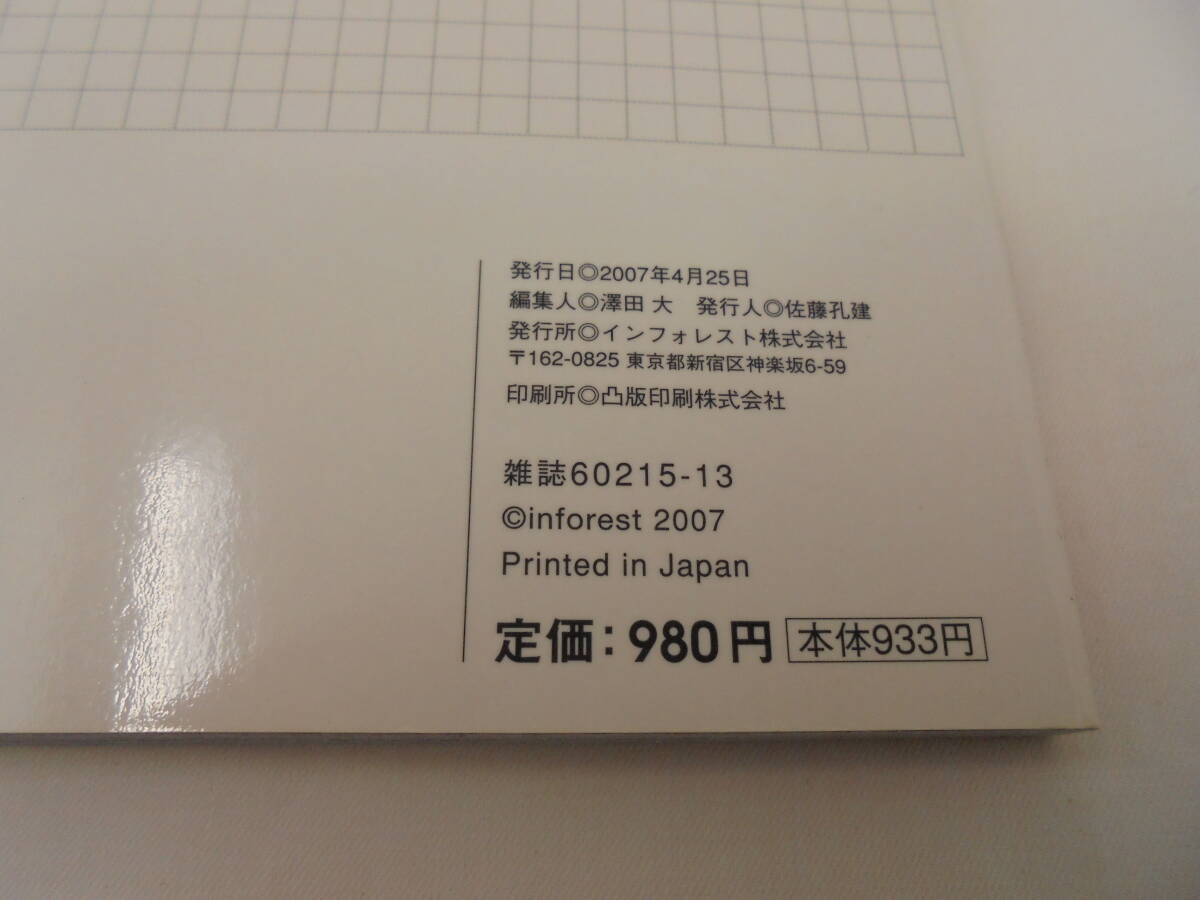 発行日◎2007年4月25日
編集人◎澤田 大　発行人◎佐藤孔建
発行所◎インフォレスト株式会社
〒162-0825 東京都新宿区神楽坂6-59
印刷所◎凸版印刷株式会社
雑誌60215-13
©inforest 2007
Printed in Japan
定価：980円 本体933円